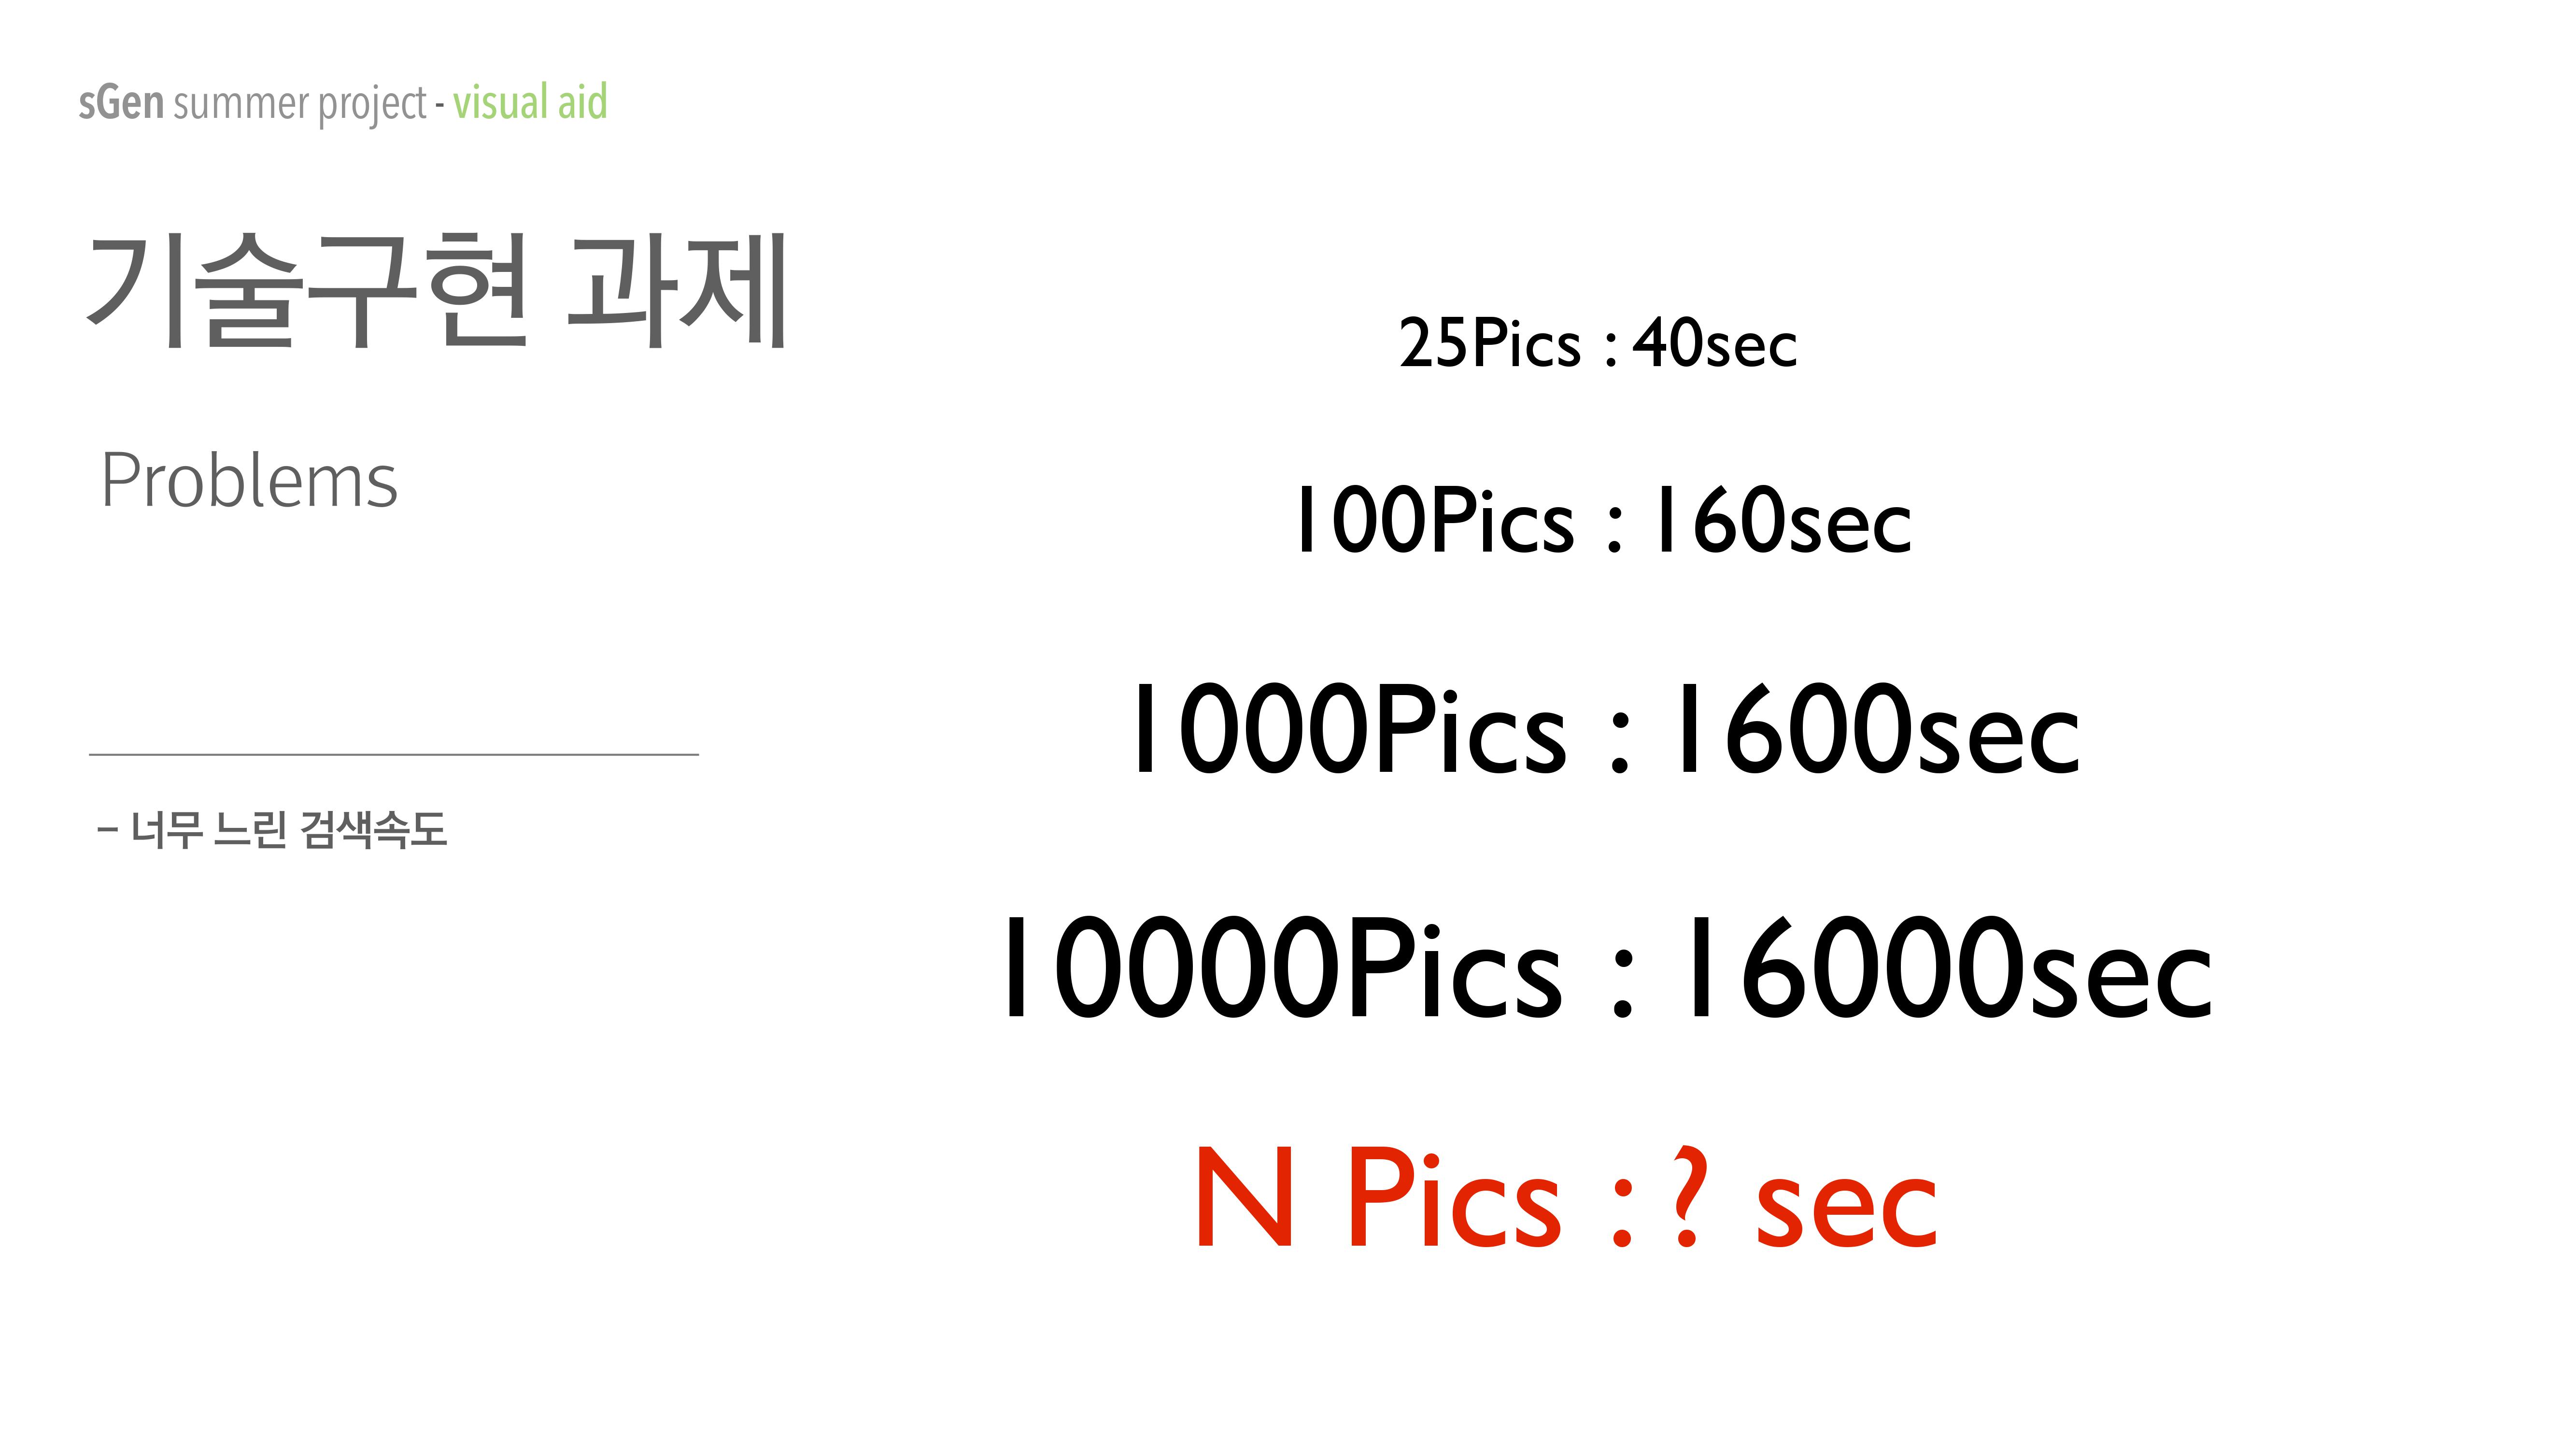 sGen summer project - visual aid
기술구현 과제
Problems
- 너무 느린 검색속도
25Pics : 40sec
100Pics : 160sec
1000Pics : 1600sec
10000Pics : 16000sec
N Pics : ? sec